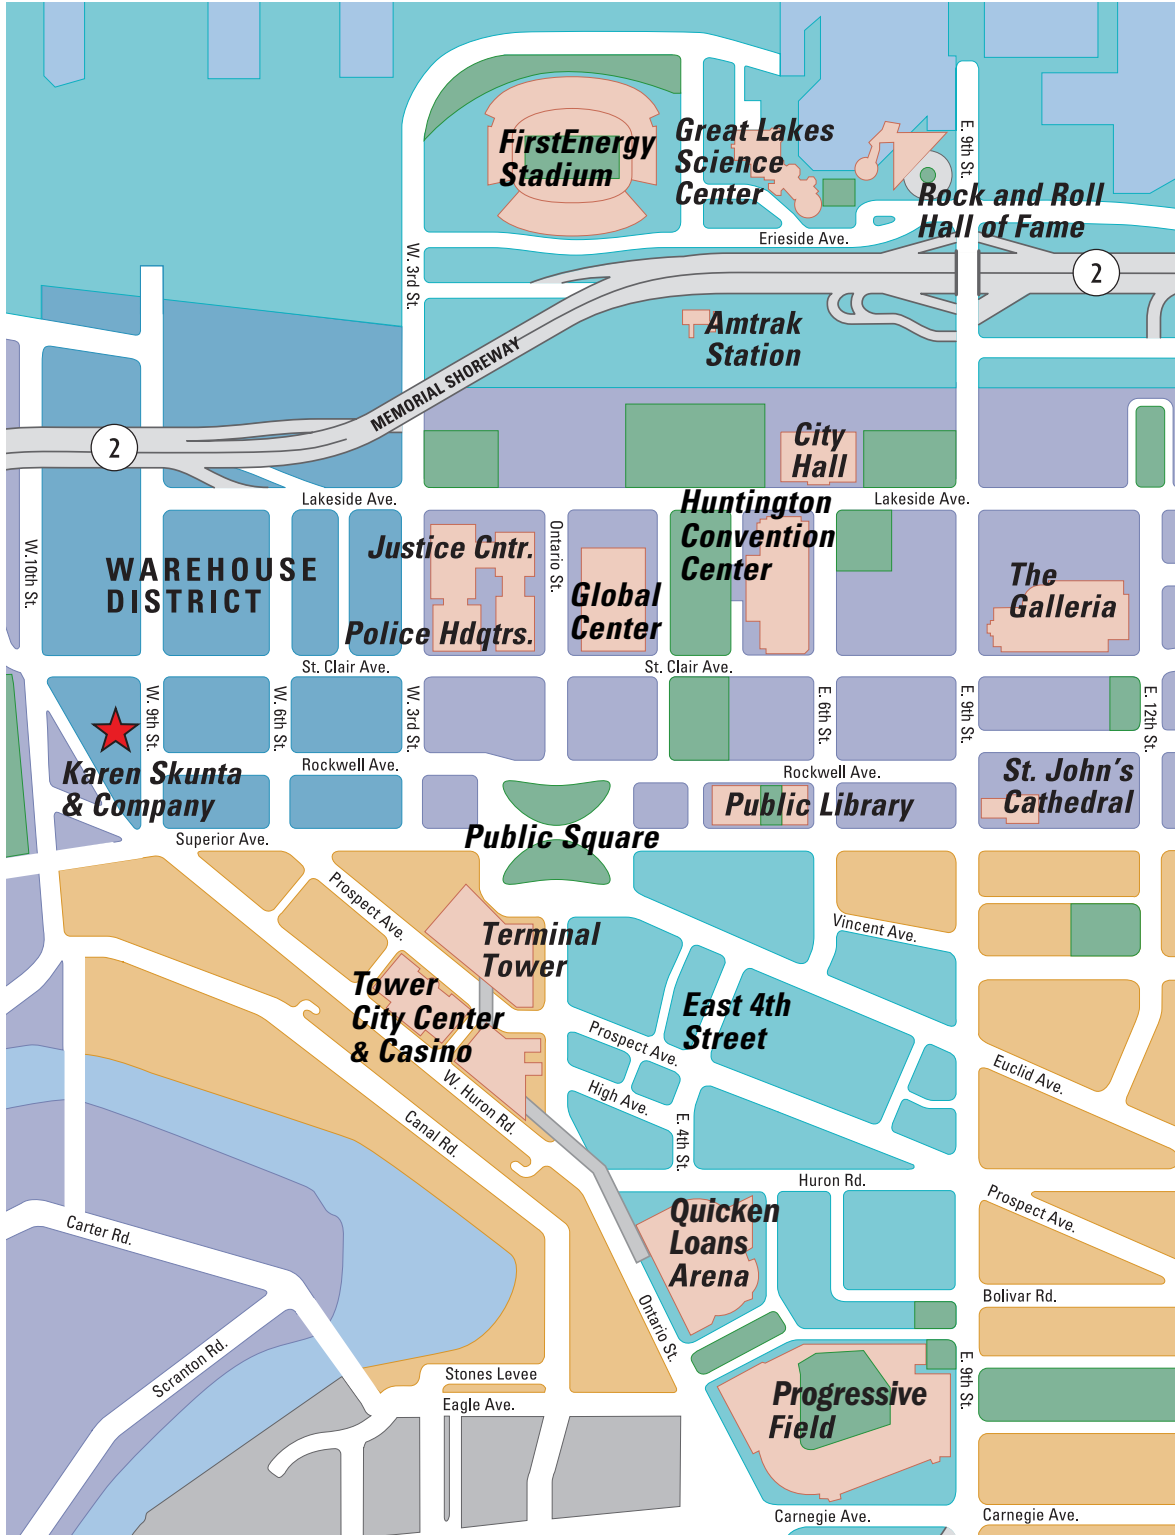 FirstEnergy
Stadium
Great Lakes
Science
Center
E. 9th St.
Rock and Roll
Hall of Fame
Erieside Ave.
W. 3rd St.
2
Amtrak
Station
MEMORIAL SHOREWAY
2
City
Hall
Lakeside Ave.
Lakeside Ave.
Huntington
Convention
Center
W. 10th St.
WAREHOUSE
DISTRICT
Justice Cntr.
Ontario St.
Global
Center
The
Galleria
Police Hdqtrs.
St. Clair Ave.
St. Clair Ave.
W. 9th St.
W. 6th St.
W. 3rd St.
E. 6th St.
E. 9th St.
E. 12th St.
Karen Skunta
& Company
Rockwell Ave.
Rockwell Ave.
St. John's
Cathedral
Public Library
Superior Ave.
Public Square
Prospect Ave.
Vincent Ave.
Terminal
Tower
Tower
City Center
& Casino
East 4th
Street
Prospect Ave.
Euclid Ave.
High Ave.
W. Huron Rd.
Canal Rd.
E. 4th St.
Huron Rd.
Prospect Ave.
Carter Rd.
Quicken
Loans
Arena
Bolivar Rd.
Ontario St.
Scranton Rd.
Stones Levee
Eagle Ave.
E. 9th St.
Progressive
Field
Carnegie Ave.
Carnegie Ave.